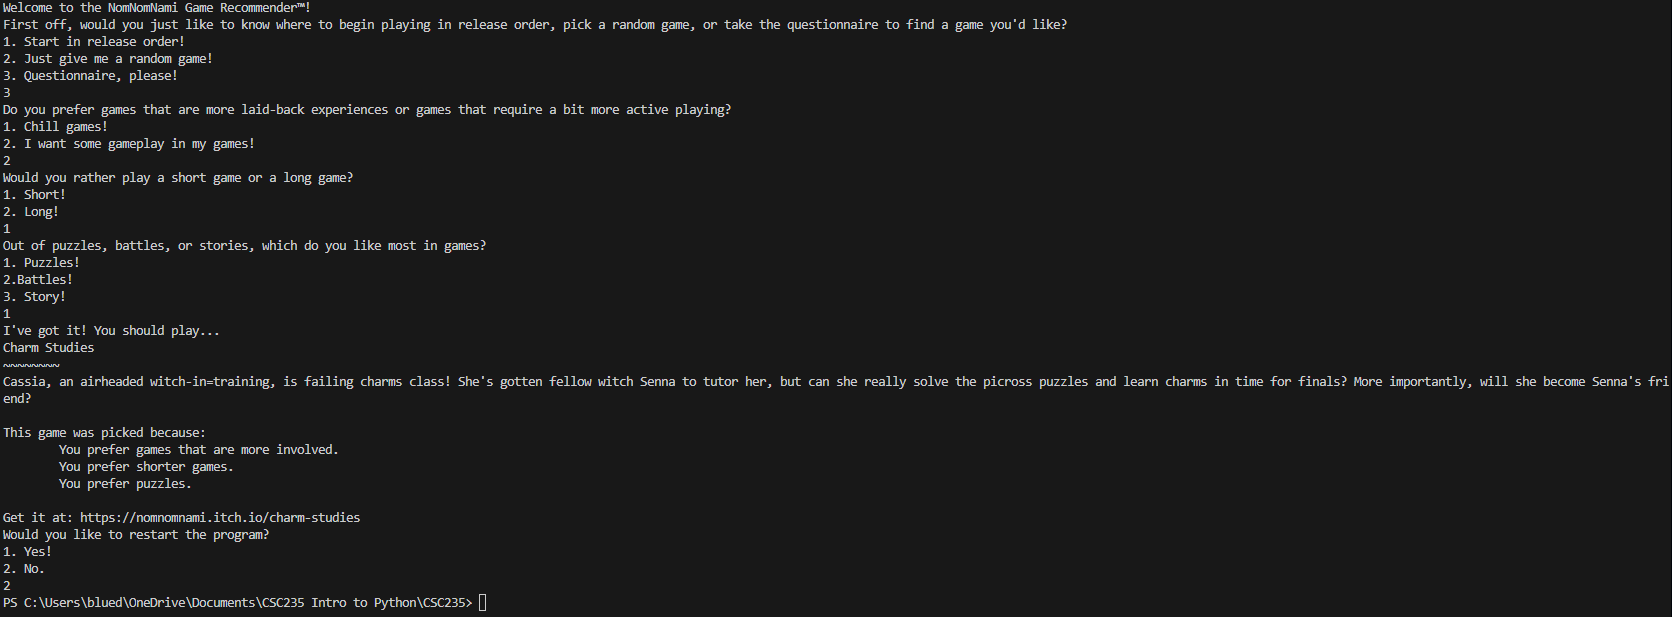 Welcome to the NomNomNami Game Recommender™!
First off, would you just like to know where to begin playing in release order, pick a random game, or take the questionnaire to find a game you'd like?
1. Start in release order!
2. Just give me a random game!
3. Questionnaire, please!
3
Do you prefer games that are more laid-back experiences or games that require a bit more active playing?
1. Chill games!
2. I want some gameplay in my games!
2
Would you rather play a short game or a long game?
1. Short!
2. Long!
1
Out of puzzles, battles, or stories, which do you like most in games?
1. Puzzles!
2.Battles!
3. Story!
1
I've got it! You should play...
Charm Studies
~~~~~~~~
Cassia, an airheaded witch-in=training, is failing charms class! She's gotten fellow witch Senna to tutor her, but can she really solve the picross puzzles and learn charms in time for finals? More importantly, will she become Senna's fri
end?
This game was picked because:
You prefer games that are more involved.
You prefer shorter games.
You prefer puzzles.
Get it at: https://nomnomnami.itch.io/charm-studies
Would you like to restart the program?
1. Yes!
2. No.
2
PS C:\Users\blued\OneDrive\Documents\CSC235 Intro to Python\CSC235>